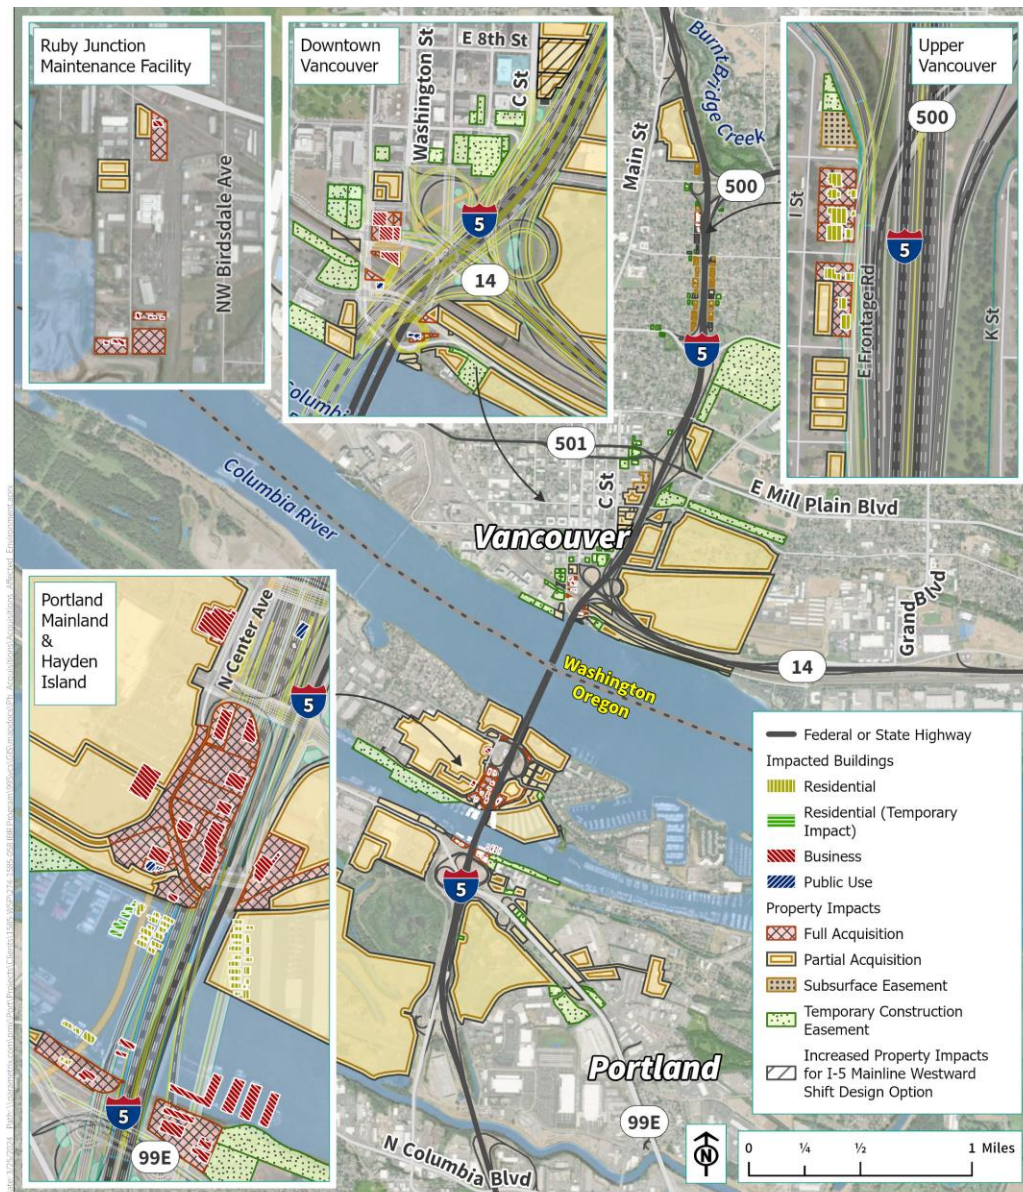 Ruby Junction
Maintenance Facility
NW Birdsdale Ave
Downtown
Vancouver
Washington St
E 8th St
C St
5
14
Columbia
Main St
Burnt Bridge
Creek
500
5
Upper
Vancouver
500
I St
5
E Frontage Rd
K St
Columbia River
501
C St
E Mill Plain Blvd
Vancouver
Grand Blvd
14
Washington
Oregon
Portland
Mainland
&
Hayden
Island
N Center Ave
5
5
99E
5
Portland
99E
N Columbia Blvd
Federal or State Highway
Impacted Buildings
Residential
Residential (Temporary
Impact)
Business
Public Use
Property Impacts
Full Acquisition
Partial Acquisition
Subsurface Easement
Temporary Construction
Easement
Increased Property Impacts
for I-5 Mainline Westward
Shift Design Option
N
0 ¼ ½ 1 Miles